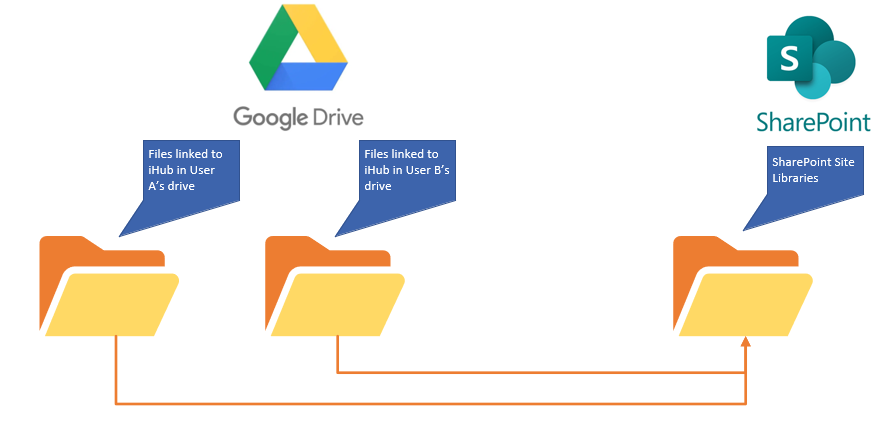 Google Drive
S
SharePoint
Files linked to
iHub in User
A's drive
Files linked to
iHub in User B's
drive
SharePoint Site
Libraries